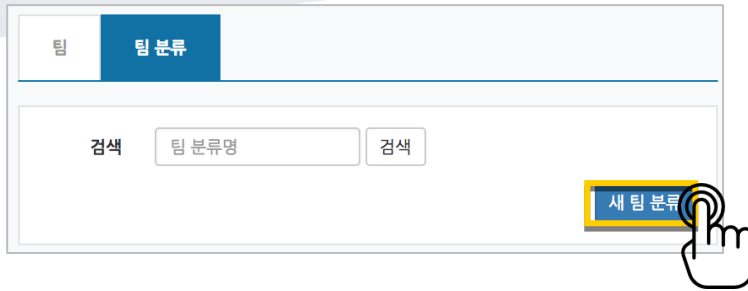 팀 팀 분류
검색 팀 분류명 검색
새 팀 분류